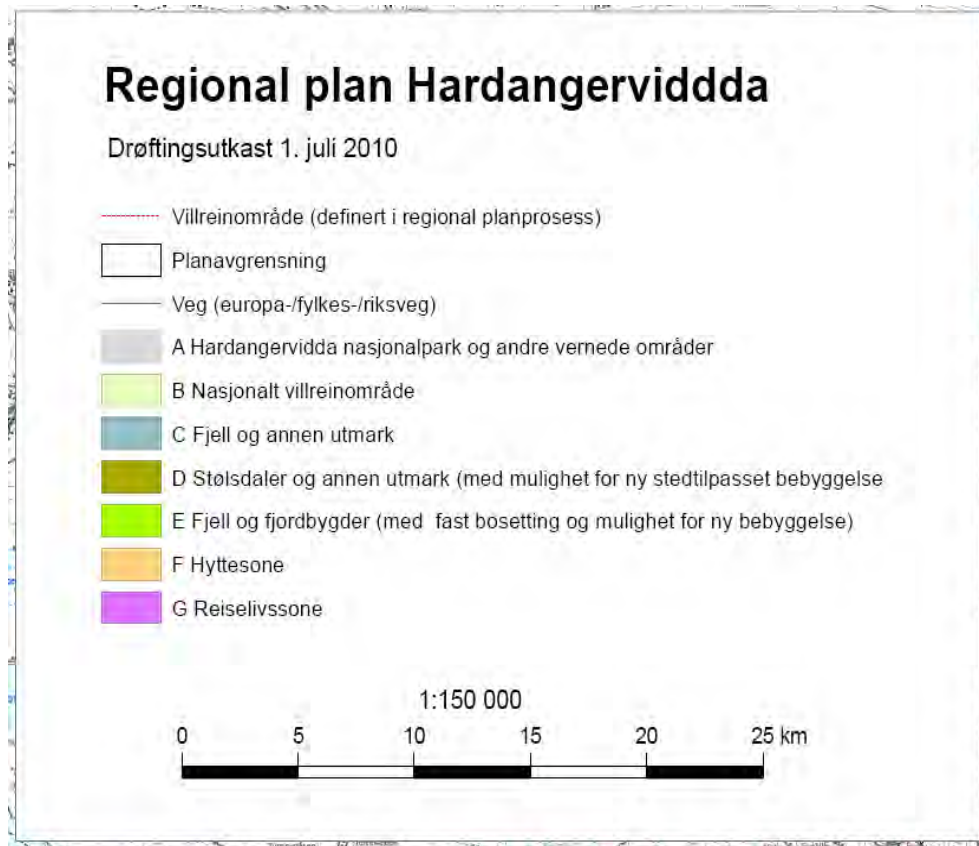 Regional plan Hardangerviddda
Drøftingsutkast 1. juli 2010
Villreinområde (definert i regional planprosess)
Planavgrensning
Veg (europa-/fylkes-/riksveg)
A Hardangervidda nasjonalpark og andre vernede områder
B Nasjonalt villreinområde
C Fjell og annen utmark
D Stølsdaler og annen utmark (med mulighet for ny stedtilpasset bebyggelse
E Fjell og fjordbygder (med fast bosetting og mulighet for ny bebyggelse)
F Hyttesone
G Reiselivssone
1:150 000
0 5 10 15 20 25 km